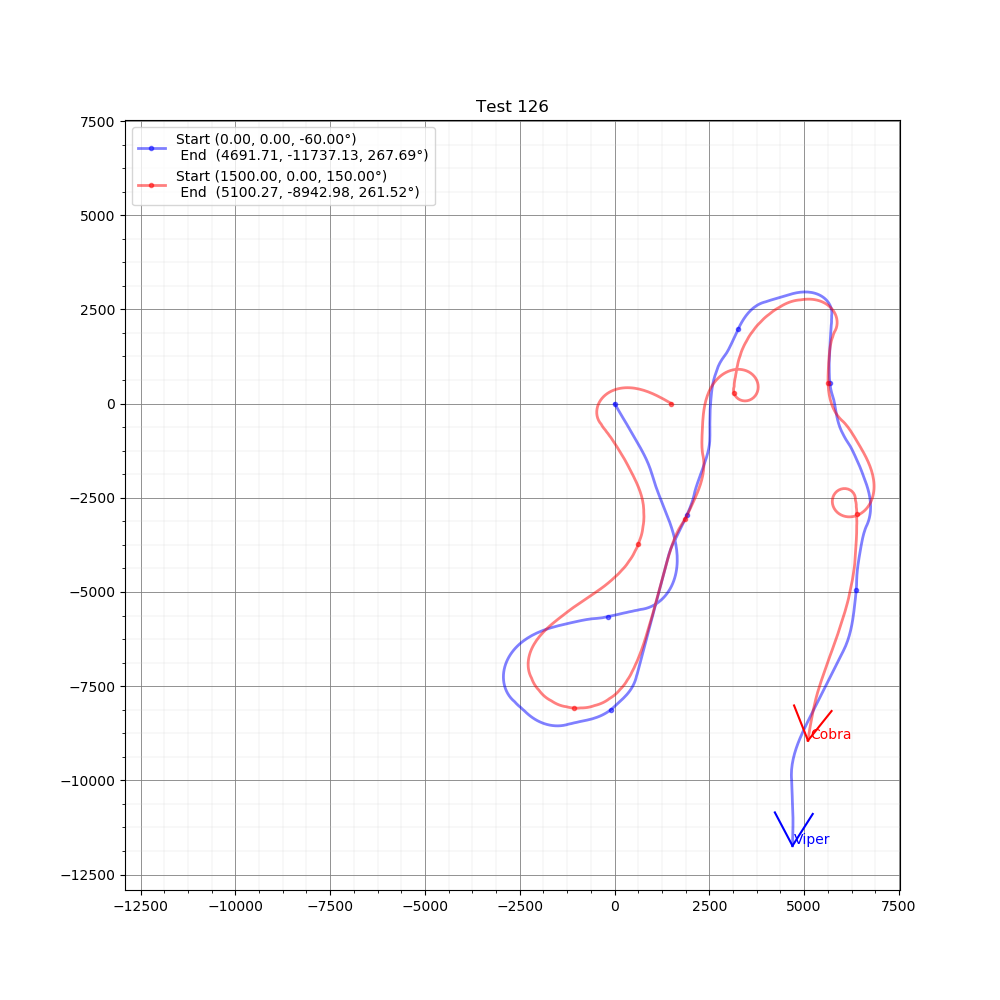 Test 126
Start (0.00, 0.00, -60.00°)
End (4691.71, -11737.13, 267.69°)
Start (1500.00, 0.00, 150.00°)
End (5100.27, -8942.98, 261.52°)
7500
5000
2500
0
−2500
−5000
−7500
−10000
−12500
Cobra
Viper
−12500 −10000 −7500 −5000 −2500 0 2500 5000 7500